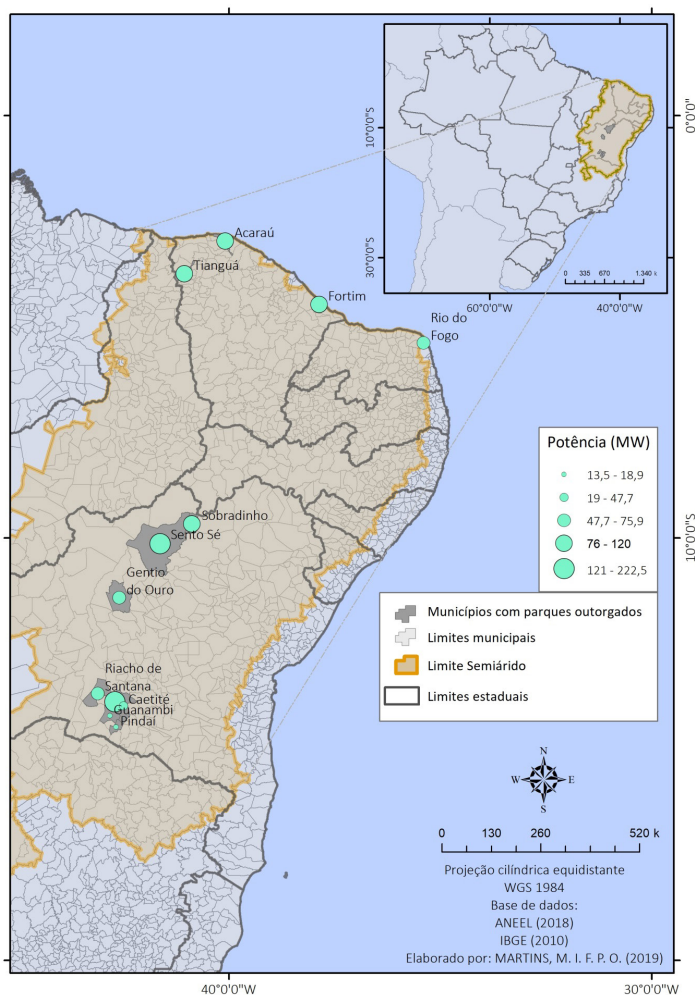 10°0'0"S
30°0'0"S
0 335 670 1.340 k
60°0'0"W 40°0'0"W
0°0'0"
Acaraú
Tianguá
Fortim
Rio do
Fogo
Potência (MW)
13,5 - 18,9
19 - 47,7
47,7 - 75,9
76 - 120
121 - 222,5
Sobradinho
Sento Sé
10°0'0"S
Gentio
do Ouro
Municípios com parques outorgados
Limites municipais
Limite Semiárido
Limites estaduais
Riacho de
Santana
Caetité
Guanambi
Pindaí
N
W E
S
0 130 260 520 k
Projeção cilíndrica equidistante
WGS 1984
Base de dados:
ANEEL (2018)
IBGE (2010)
Elaborado por: MARTINS, M. I. F. P. O. (2019)
40°0'0"W 30°0'0"W